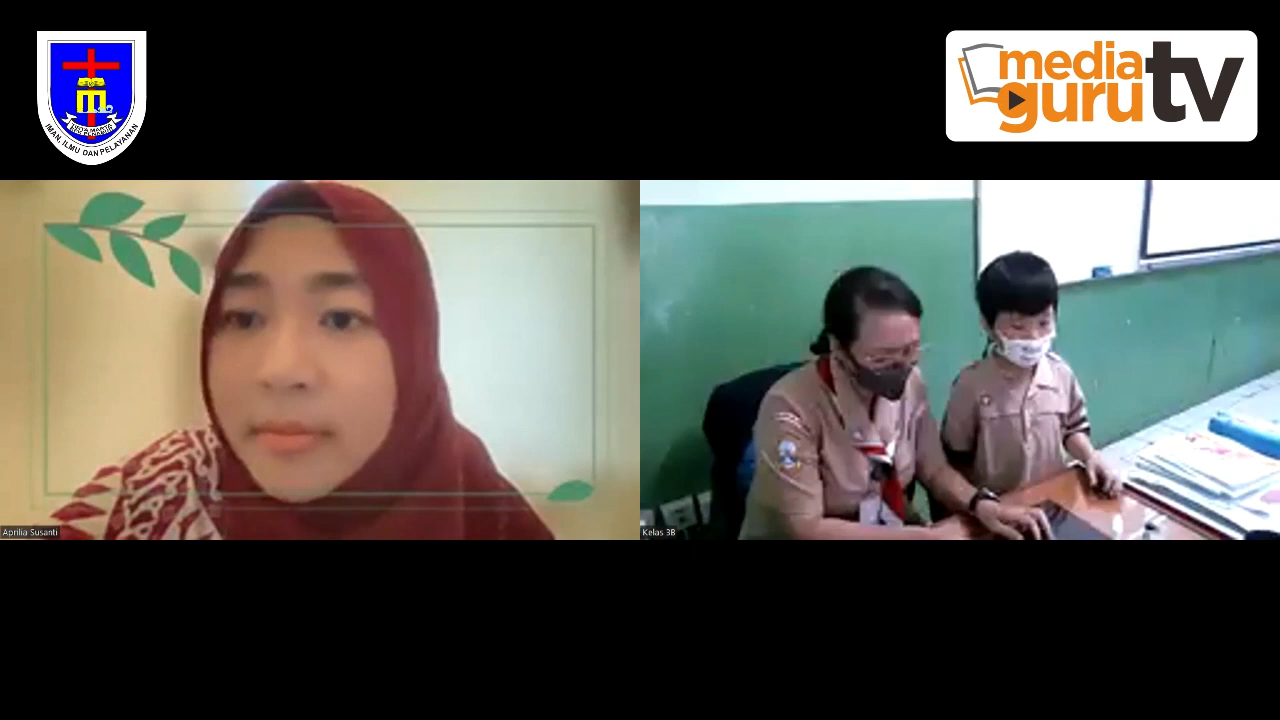 IMAN, ILMU DAN PELAYANAN
media
guru
tv
Aprilia Susanti
Kelas 3B